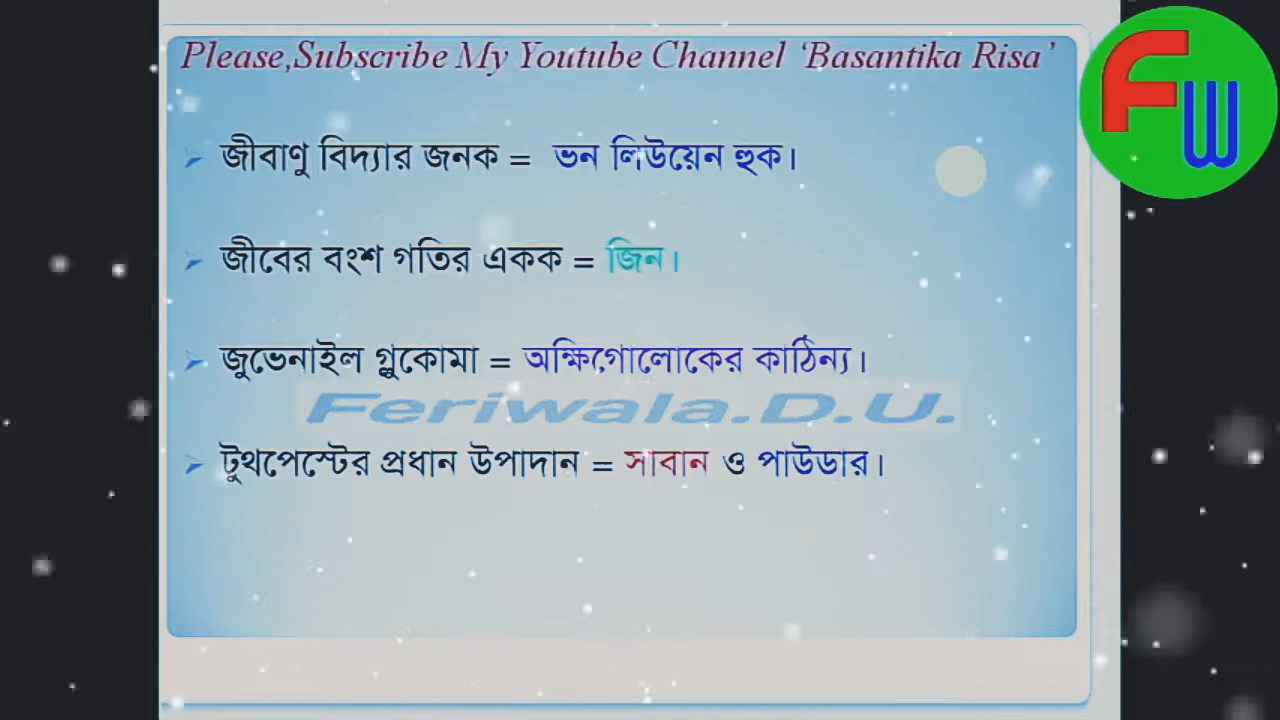 Please,Subscribe My Youtube Channel ‘Basantika Risa’
FW
জীবাণু বিদ্যার জনক = ভন লিউয়েন হুক।
জীবের বংশ গতির একক = জিন।
জুভেনাইল গ্লুকোমা = অক্ষিগোলোকের কাঠিন্য।
Feriwala.D.U.
টুথপেস্টের প্রধান উপাদান = সাবান ও পাউডার।